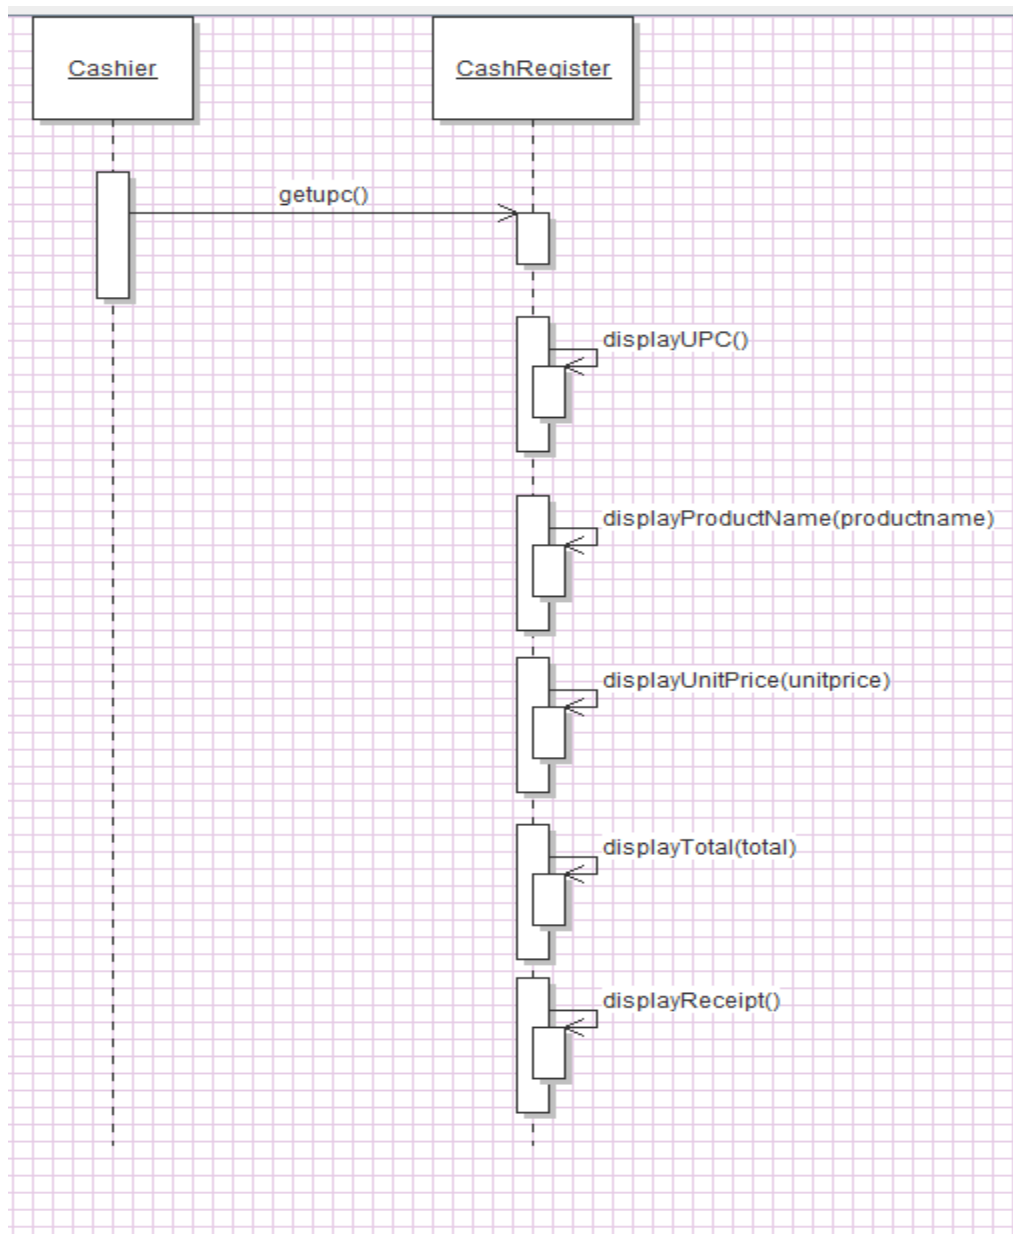 Cashier
CashRegister
getupc()
displayUPC()
displayProductName(productname)
displayUnitPrice(unitprice)
displayTotal(total)
displayReceipt()